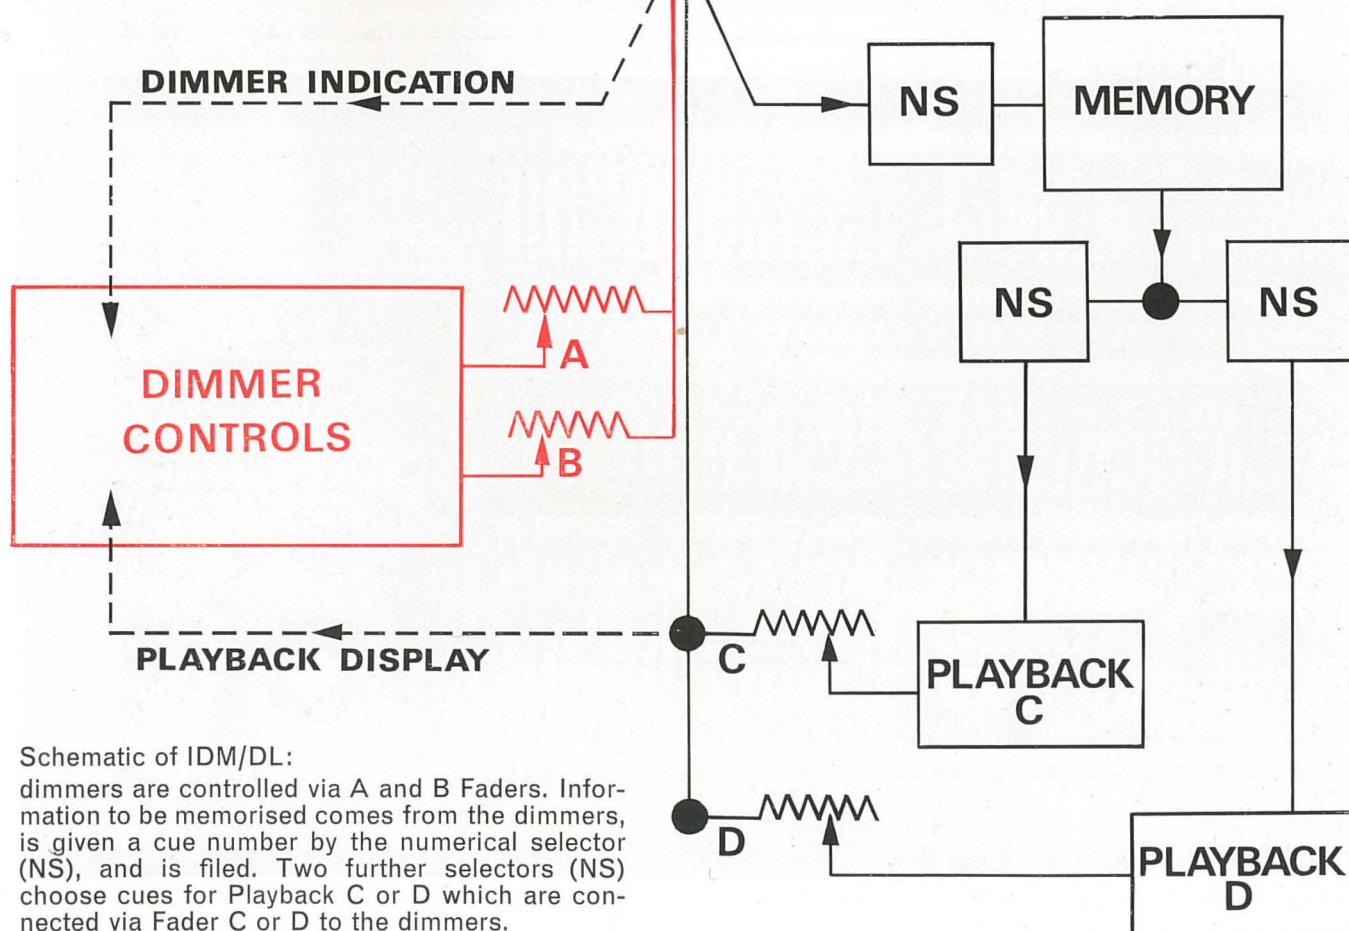 DIMMER INDICATION
NS
MEMORY
NS
NS
A
DIMMER
CONTROLS
B
PLAYBACK DISPLAY
C
PLAYBACK
C
D
PLAYBACK
D
Schematic of IDM/DL:
dimmers are controlled via A and B Faders. Infor-
mation to be memorised comes from the dimmers,
is given a cue number by the numerical selector
(NS), and is filed. Two further selectors (NS)
choose cues for Playback C or D which are con-
nected via Fader C or D to the dimmers.